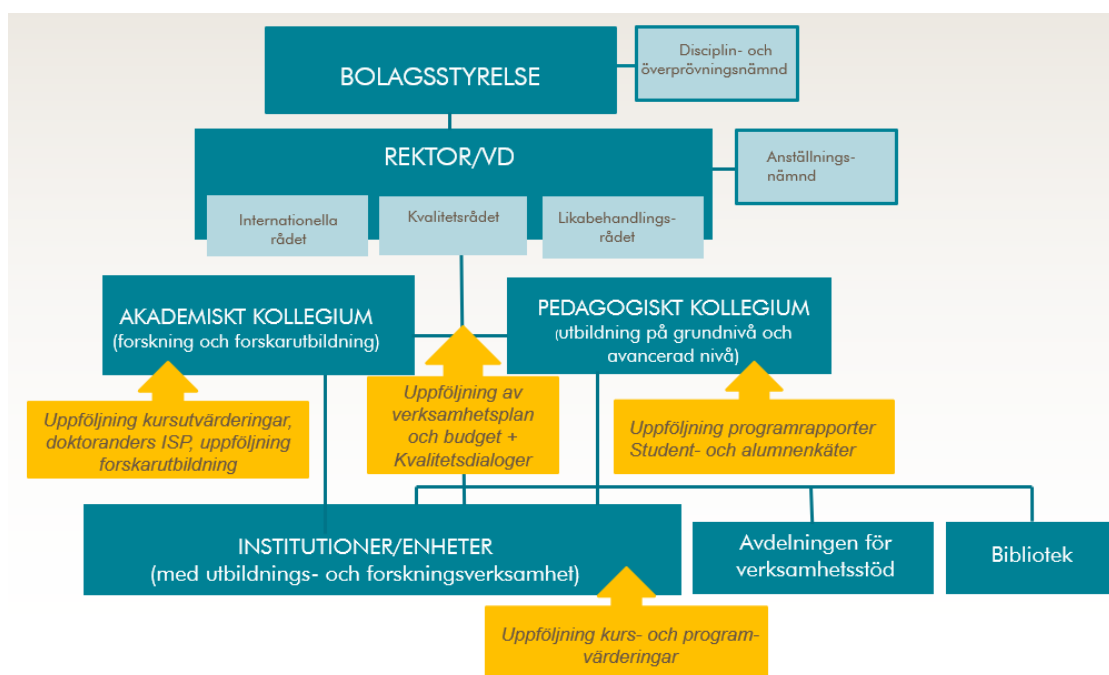 BOLAGSSTYRELSE
Disciplin- och
överprövningsnämnd
REKTOR/VD
Anställnings-
nämnd
Internationella
rådet
Kvalitetsrådet
Likabehandlings-
rådet
AKADEMISKT KOLLEGIUM
(forskning och forskarutbildning)
PEDAGOGISKT KOLLEGIUM
(utbildning på grundnivå och
avancerad nivå)
Uppföljning kursutvärderingar,
doktoranders ISP, uppföljning
forskarutbildning
Uppföljning av
verksamhetsplan
och budget +
Kvalitetsdialoger
Uppföljning programrapporter
Student- och alumnenkäter
INSTITUTIONER/ENHETER
(med utbildnings- och forskningsverksamhet)
Avdelningen för
verksamhetsstöd
Bibliotek
Uppföljning kurs- och program-
värderingar